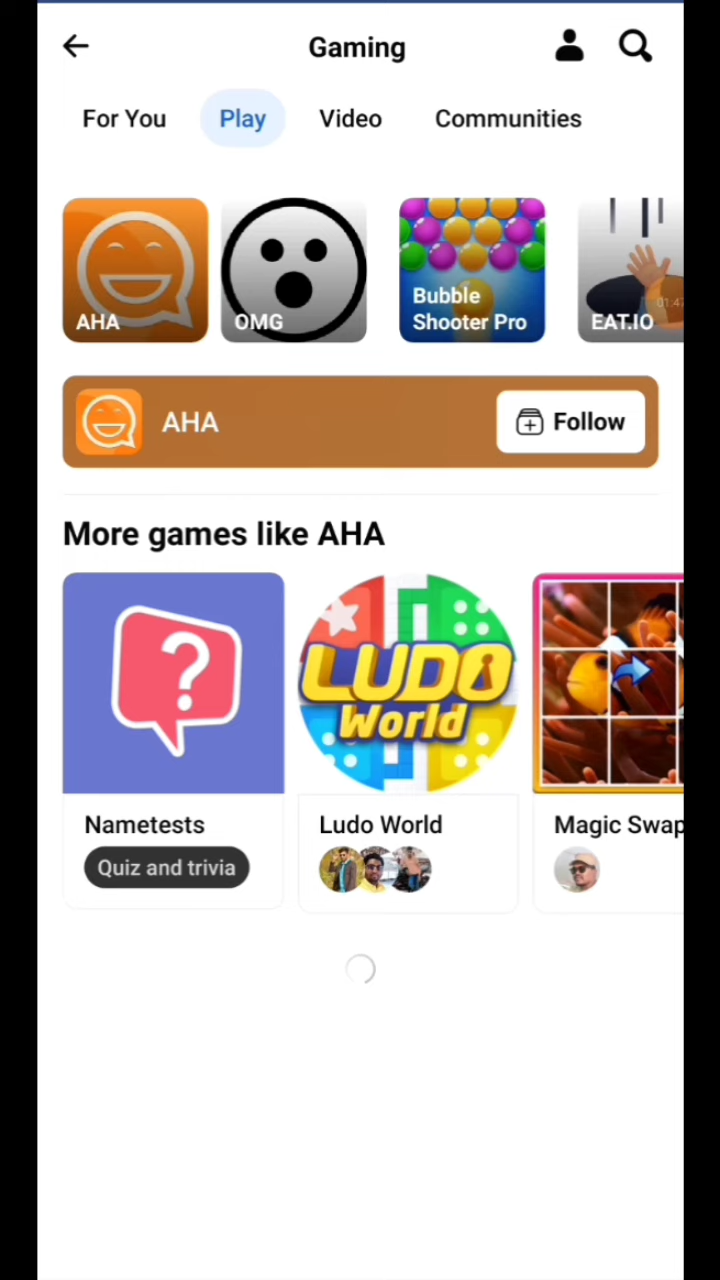 Gaming
For You
Play
Video
Communities
AHA
OMG
Bubble
Shooter Pro
EAT.IO
AHA
Follow
More games like AHA
LUDO
World
Nametests
Quiz and trivia
Ludo World
Magic Swap